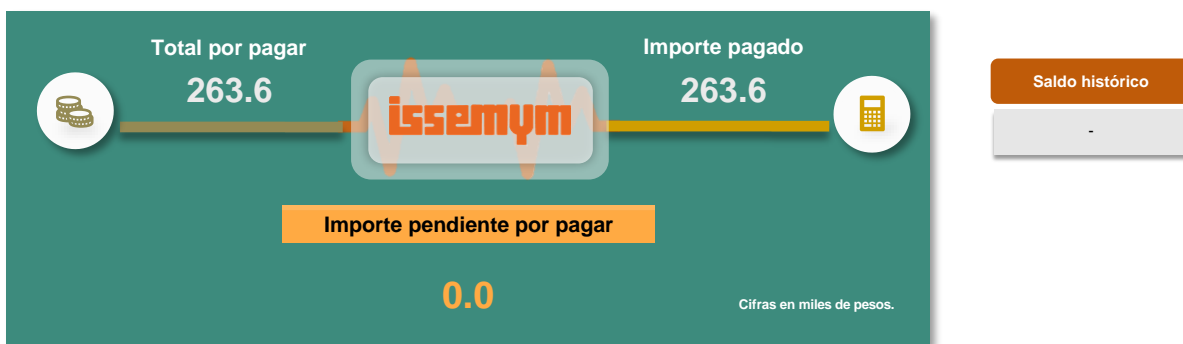 Total por pagar
263.6
issemym
Importe pagado
263.6
Importe pendiente por pagar
0.0
Cifras en miles de pesos.
Saldo histórico
-